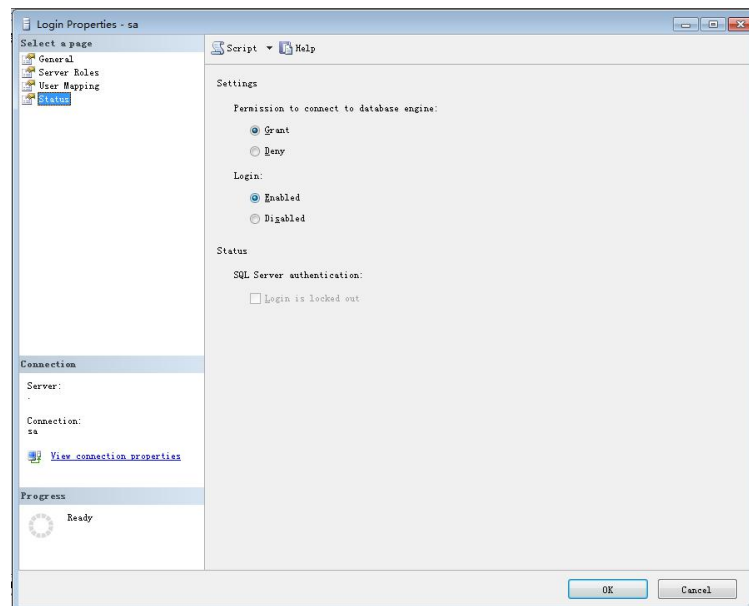 Login Properties - sa
Select a page
General
Server Roles
User Mapping
Status
Script
Help
Settings
Permission to connect to database engine:
Grant
Deny
Login:
Enabled
Disabled
Status
SQL Server authentication:
Login is locked out
Connection
Server:
.
Connection:
sa
View connection properties
Progress
Ready
OK
Cancel